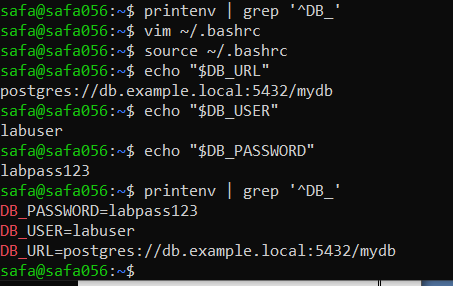 safa@safa056:~$ printenv | grep '^DB_'
safa@safa056:~$ vim ~/.bashrc
safa@safa056:~$ source ~/.bashrc
safa@safa056:~$ echo "$DB_URL"
postgres://db.example.local:5432/mydb
safa@safa056:~$ echo "$DB_USER"
labuser
safa@safa056:~$ echo "$DB_PASSWORD"
labpass123
safa@safa056:~$ printenv | grep '^DB_'
DB_PASSWORD=labpass123
DB_USER=labuser
DB_URL=postgres://db.example.local:5432/mydb
safa@safa056:~$